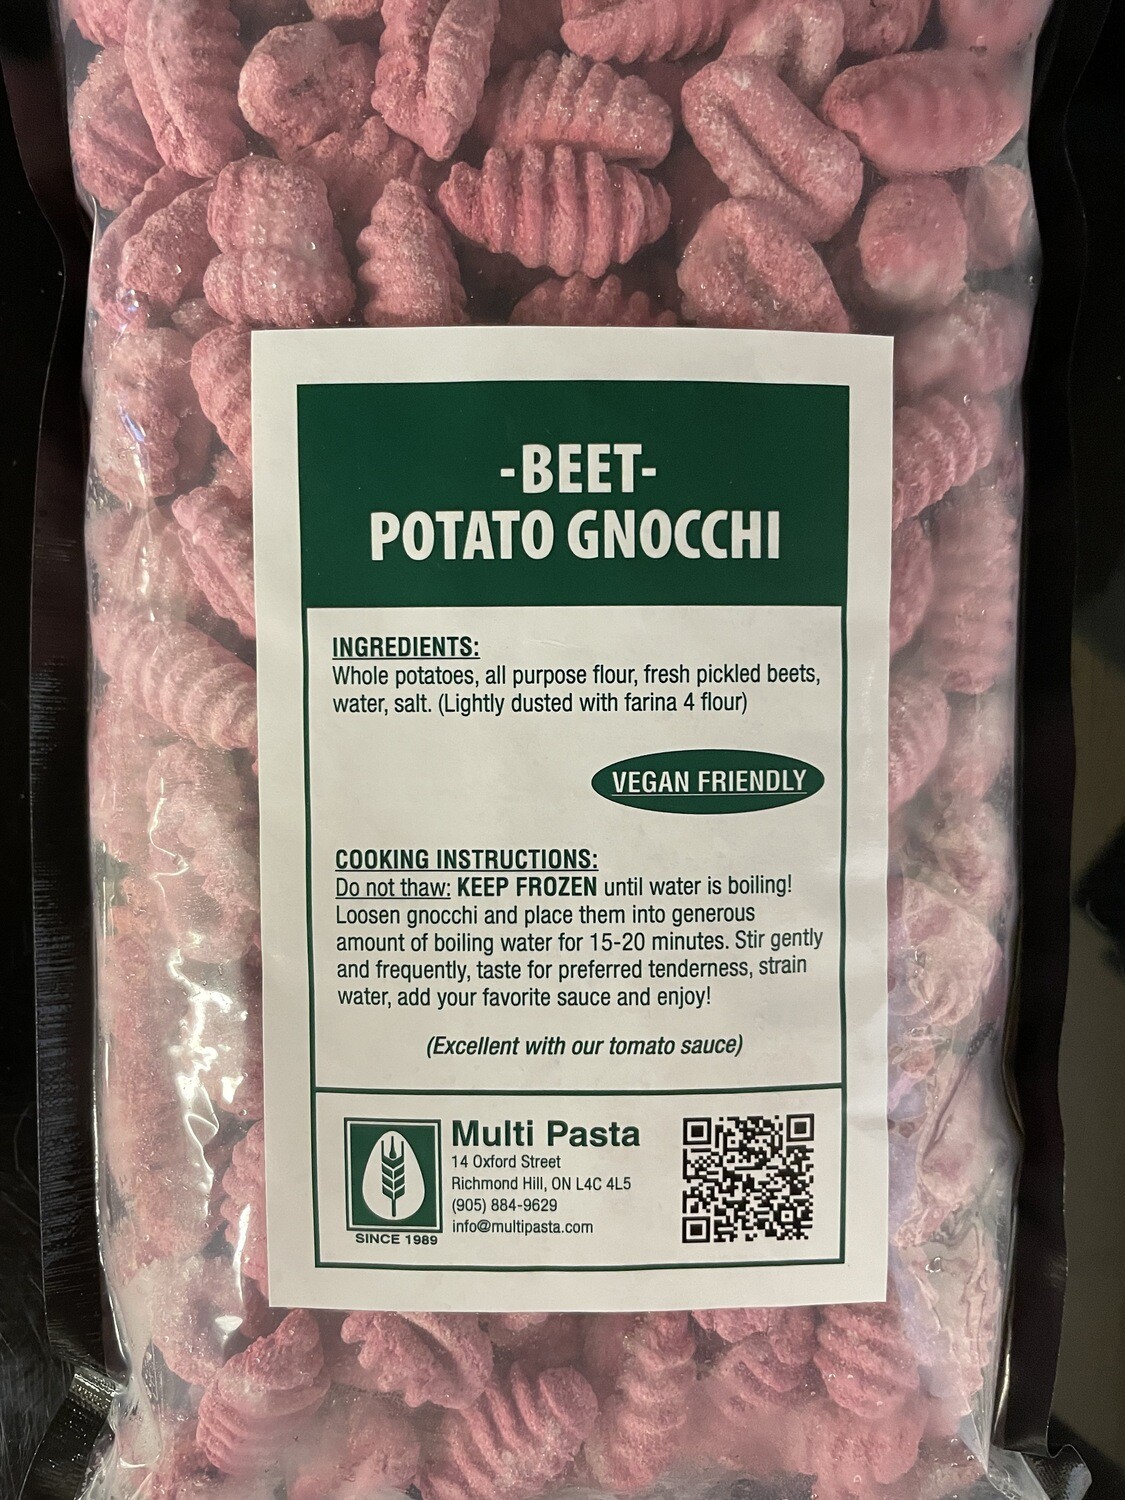 -BEET-
POTATO GNOCCHI
INGREDIENTS:
Whole potatoes, all purpose flour, fresh pickled beets,
water, salt. (Lightly dusted with farina 4 flour)
VEGAN FRIENDLY
COOKING INSTRUCTIONS:
Do not thaw: KEEP FROZEN until water is boiling!
Loosen gnocchi and place them into generous
amount of boiling water for 15-20 minutes. Stir gently
and frequently, taste for preferred tenderness, strain
water, add your favorite sauce and enjoy!
(Excellent with our tomato sauce)
Multi Pasta
14 Oxford Street
Richmond Hill, ON L4C 4L5
(905) 884-9629
info@multipasta.com
SINCE 1989